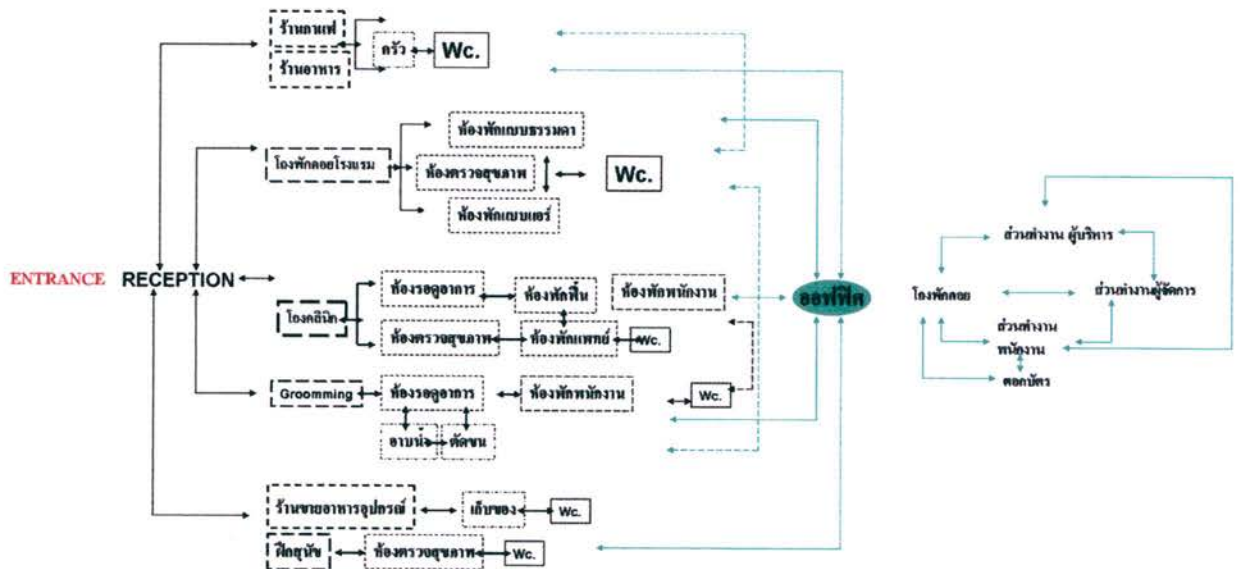 ร้านกาแฟ
ร้านอาหาร
ครัว
Wc.
โถงพักคอยโรงแรม
ห้องพักแบบธรรมดา
ห้องตรวจสุขภาพ
ห้องพักแบบแอร์
Wc.
ENTRANCE
RECEPTION
โถงคลีนิก
ห้องรอดูอาการ
ห้องพักฟื้น
ห้องพักพนักงาน
ห้องตรวจสุขภาพ
ห้องพักแพทย์
Wc.
Groomming
ห้องรอดูอาการ
ห้องพักพนักงาน
Wc.
อาบน้ำ
ตัดขน
ร้านขายอาหารอุปกรณ์
เก็บของ
Wc.
ฝึกสุนัข
ห้องตรวจสุขภาพ
Wc.
ออฟฟิศ
ส่วนทำงาน ผู้บริหาร
โถงพักคอย
ส่วนทำงานผู้จัดการ
ส่วนทำงาน
พนักงาน
ตอกบัตร